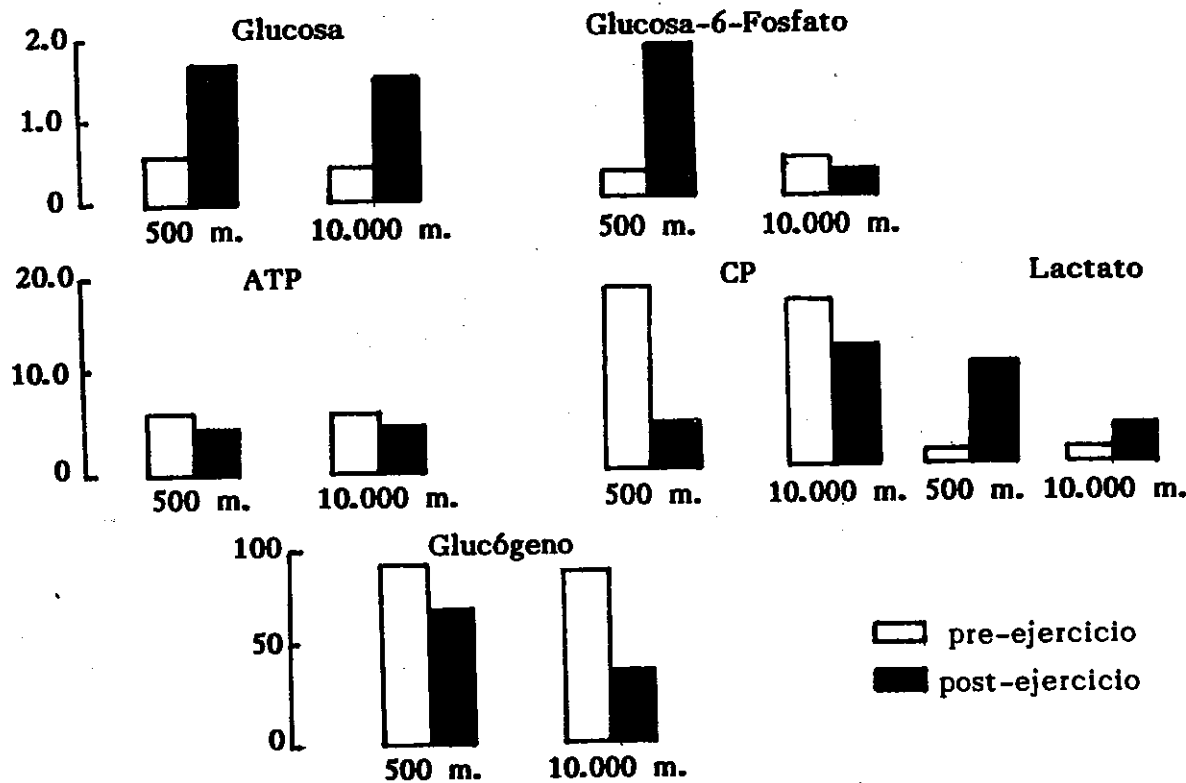 Glucosa
Glucosa-6-Fosfato
2.0
1.0
0
500 m.
10.000 m.
500 m.
10.000 m.
ATP
CP
Lactato
20.0
10.0
0
500 m.
10.000 m.
500 m.
10.000 m.
500 m.
10.000 m.
Glucógeno
100
50
0
500 m.
10.000 m.
pre-ejercicio
post-ejercicio